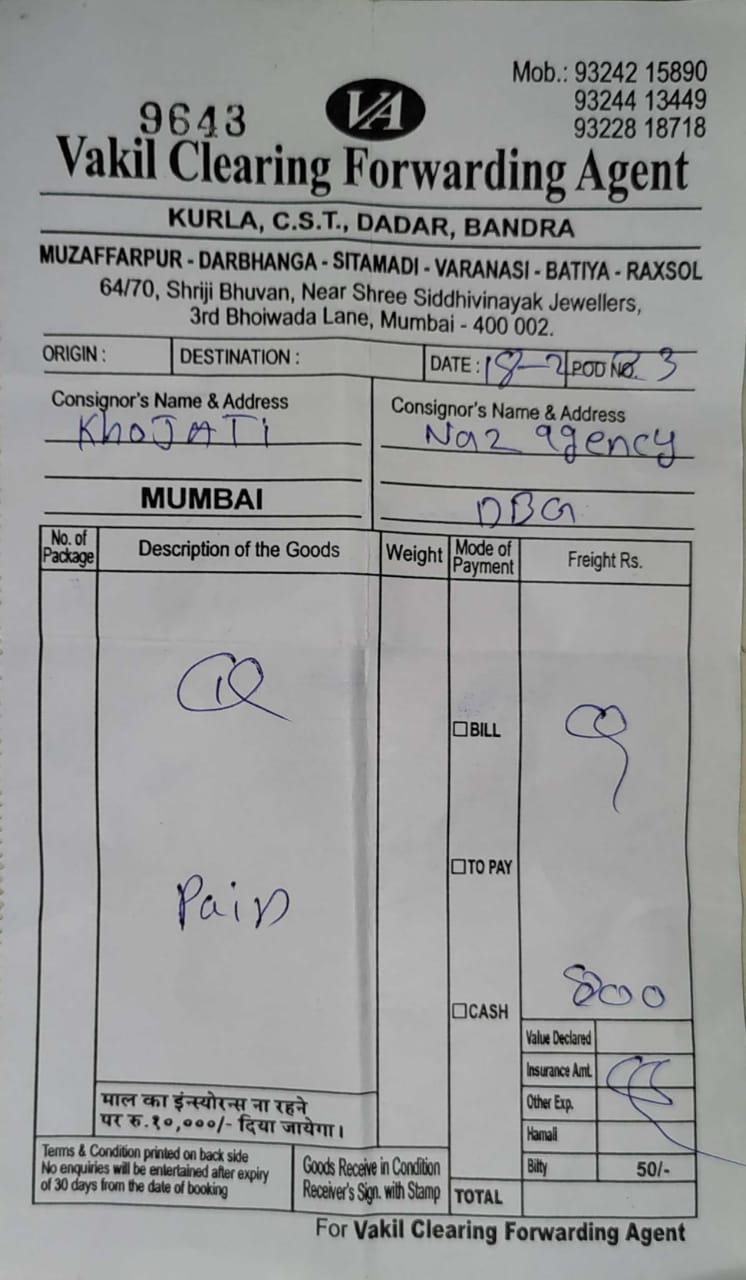 Mob.: 93242 15890
93244 13449
93228 18718
9643
VA
Vakil Clearing Forwarding Agent
KURLA, C.S.T., DADAR, BANDRA
MUZAFFARPUR - DARBHANGA - SITAMADI - VARANASI - BATIYA - RAXSOL
64/70, Shriji Bhuvan, Near Shree Siddhivinayak Jewellers,
3rd Bhoiwada Lane, Mumbai - 400 002.
ORIGIN : DESTINATION : DATE : 18-2 POD NO. 3
Consignor's Name & Address Consignor's Name & Address
KhOJATI Naz agency
MUMBAI DBG
No. of Package Description of the Goods Weight Mode of Payment Freight Rs.
BILL
TO PAY
Paid
800
CASH
Value Declared
Insurance Amt.
Other Exp.
Hamali
Bilty 50/-
TOTAL
माल का इंस्योरन्स ना रहने
पर रु.१०,०००/- दिया जायेगा।
Terms & Condition printed on back side
No enquiries will be entertained after expiry
of 30 days from the date of booking
Goods Receive in Condition
Receiver's Sign. with Stamp
For Vakil Clearing Forwarding Agent